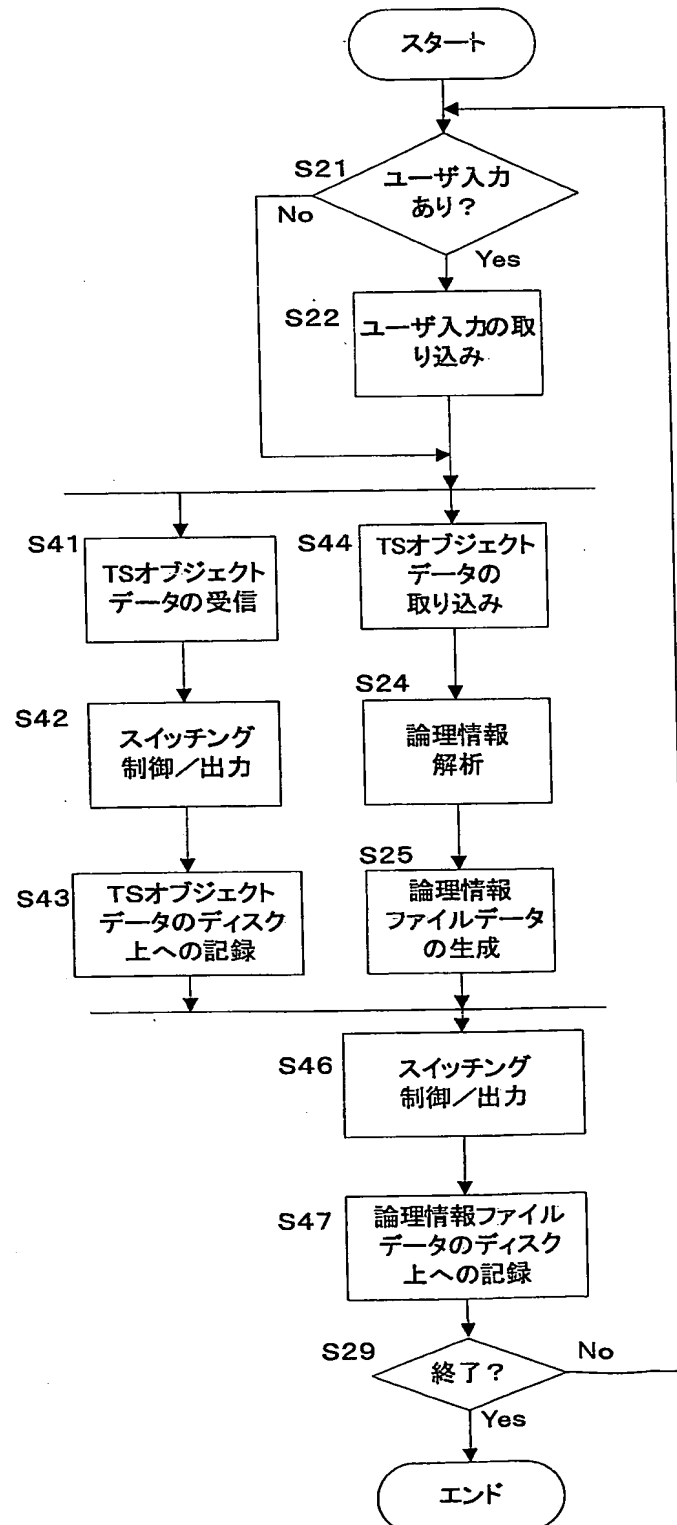 スタート
S21
ユーザ入力
あり?
No
Yes
S22
ユーザ入力の取
り込み
S41
TSオブジェクト
データの受信
S44
TSオブジェクト
データの
取り込み
S42
スイッチング
制御/出力
S24
論理情報
解析
S43
TSオブジェクト
データのディスク
上への記録
S25
論理情報
ファイルデータ
の生成
S46
スイッチング
制御/出力
S47
論理情報ファイル
データのディスク
上への記録
S29
終了?
No
Yes
エンド